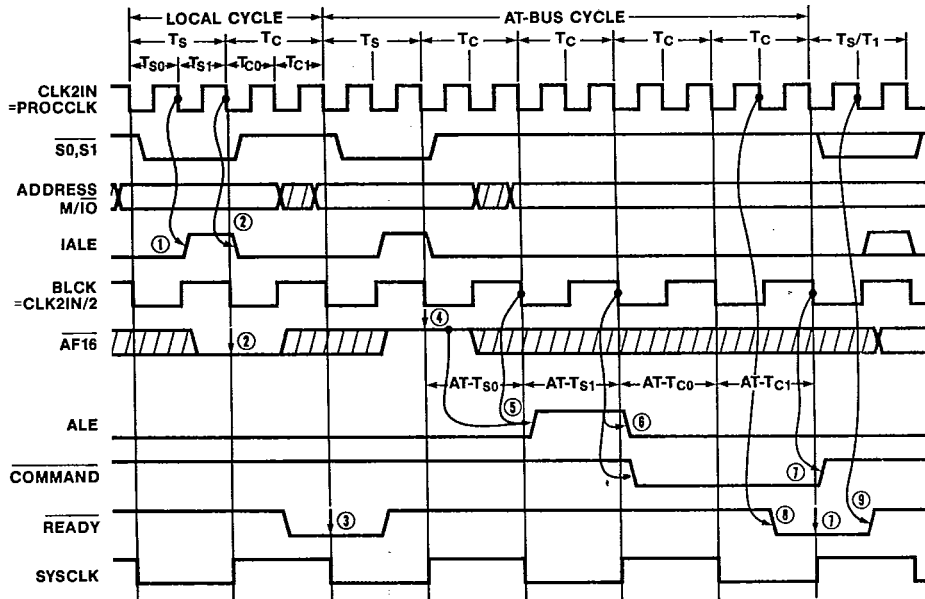 LOCAL CYCLE AT-BUS CYCLE
TS TC TS TC TC TC TC TS/T1
TS0 TS1 TC0 TC1
CLK2IN
=PROCCLK
S0,S1
ADDRESS
M/IO
②
①
IALE
BLCK
=CLK2IN/2
④
AF16
②
AT-TS0 AT-TS1 AT-TC0 AT-TC1
⑤
ALE
⑥
COMMAND
⑦
READY
③
⑧ ⑦ ⑨
SYSCLK